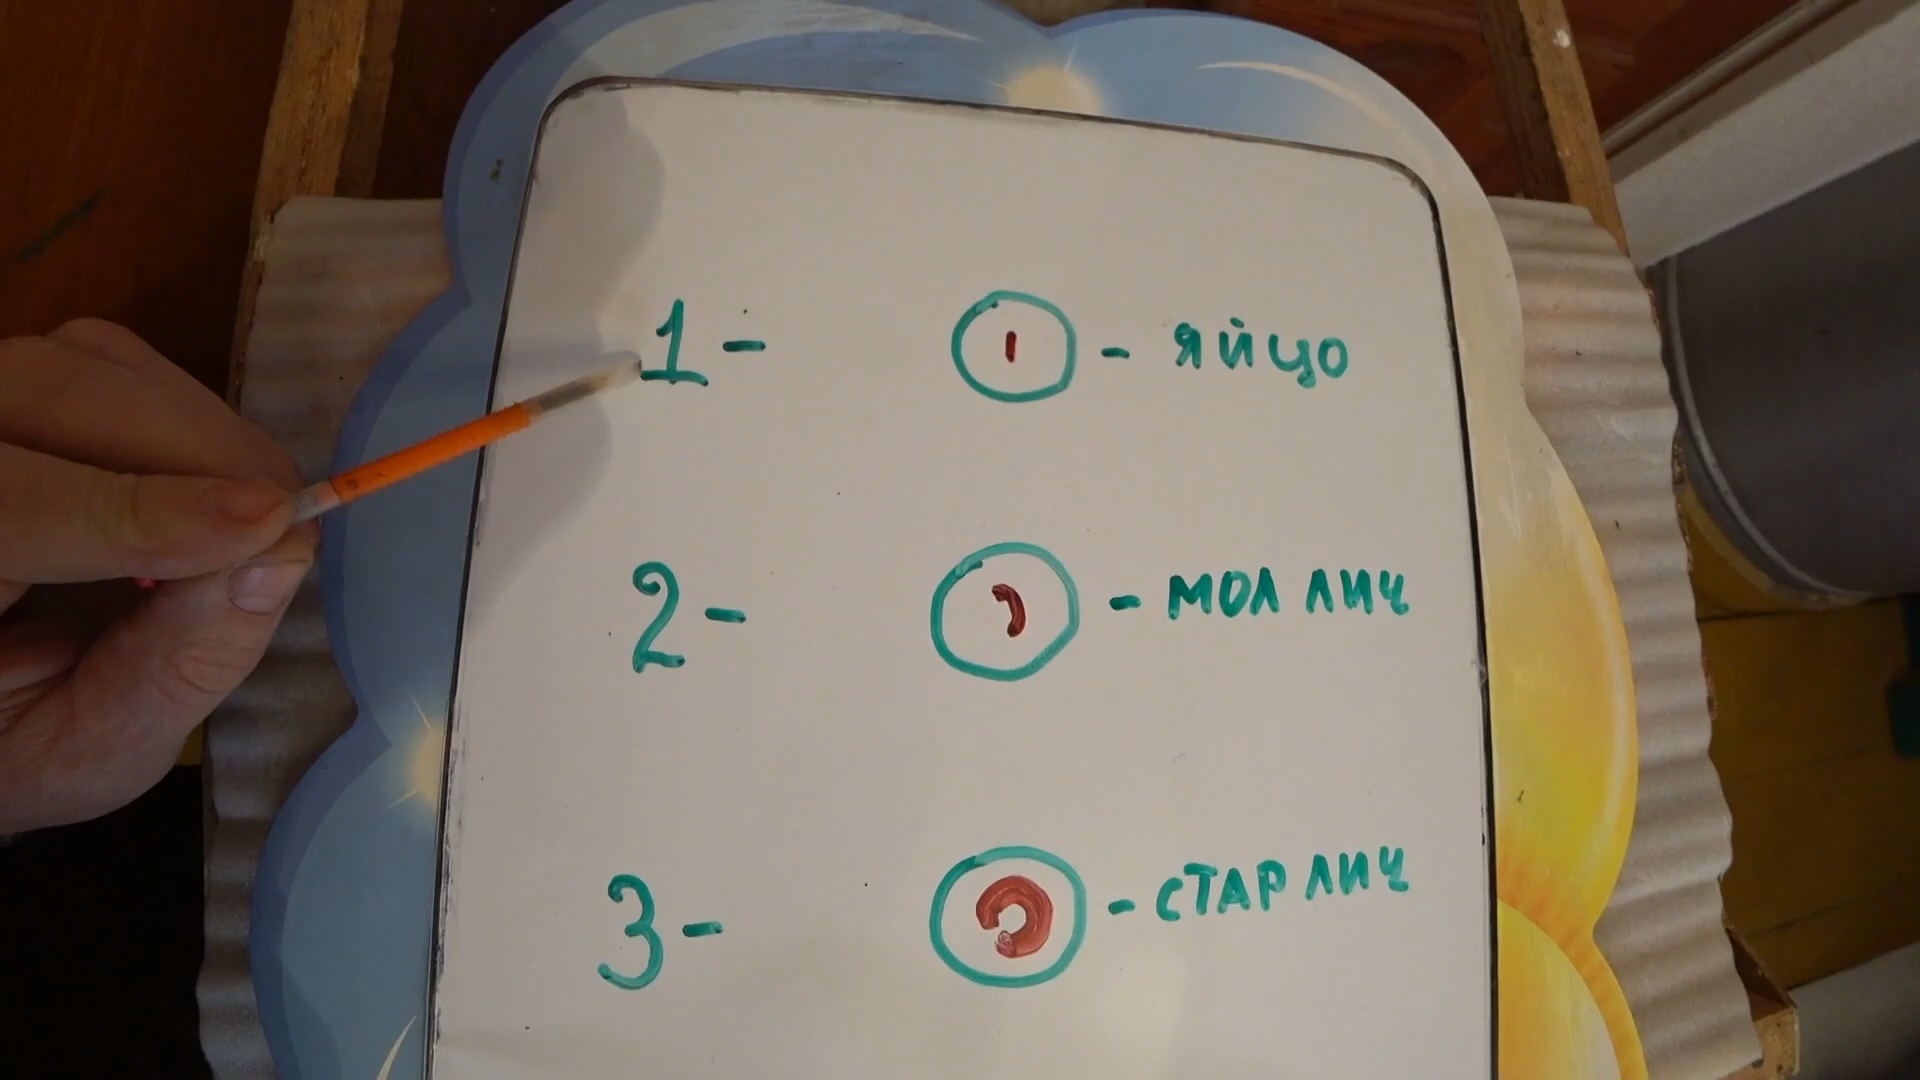 1 - - яйцо
2 - - мол лич
3 - - стар лич